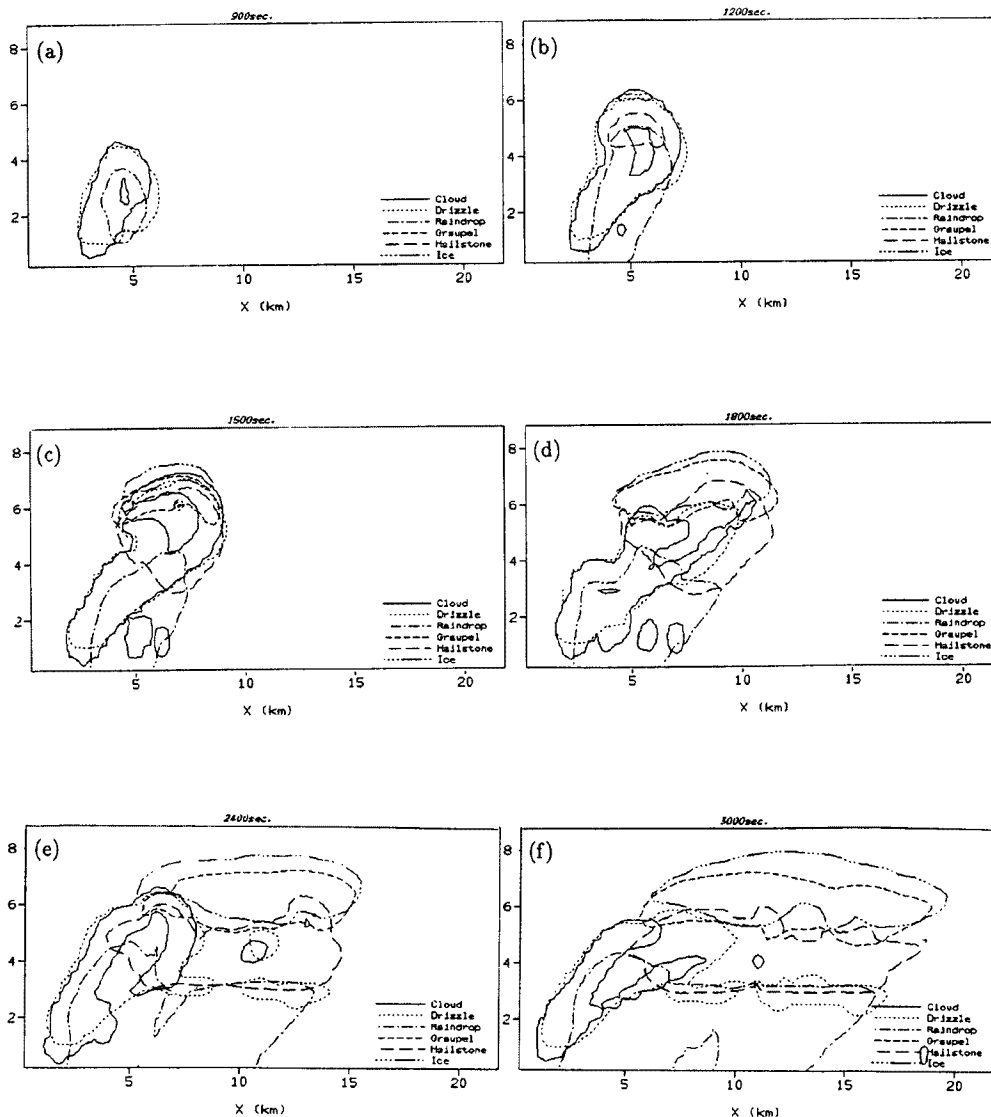 900sec.
(a)
8
6
4
2
Cloud
Drizzle
Raindrop
Graupel
Hailstone
Ice
5 10 15 20
X (km)
1200sec.
(b)
8
6
4
2
Cloud
Drizzle
Raindrop
Graupel
Hailstone
Ice
5 10 15 20
X (km)
1500sec.
(c)
8
6
4
2
Cloud
Drizzle
Raindrop
Graupel
Hailstone
Ice
5 10 15 20
X (km)
1800sec.
(d)
8
6
4
2
Cloud
Drizzle
Raindrop
Graupel
Hailstone
Ice
5 10 15 20
X (km)
2400sec.
(e)
8
6
4
2
Cloud
Drizzle
Raindrop
Graupel
Hailstone
Ice
5 10 15 20
X (km)
3000sec.
(f)
8
6
4
2
Cloud
Drizzle
Raindrop
Graupel
Hailstone
Ice
5 10 15 20
X (km)